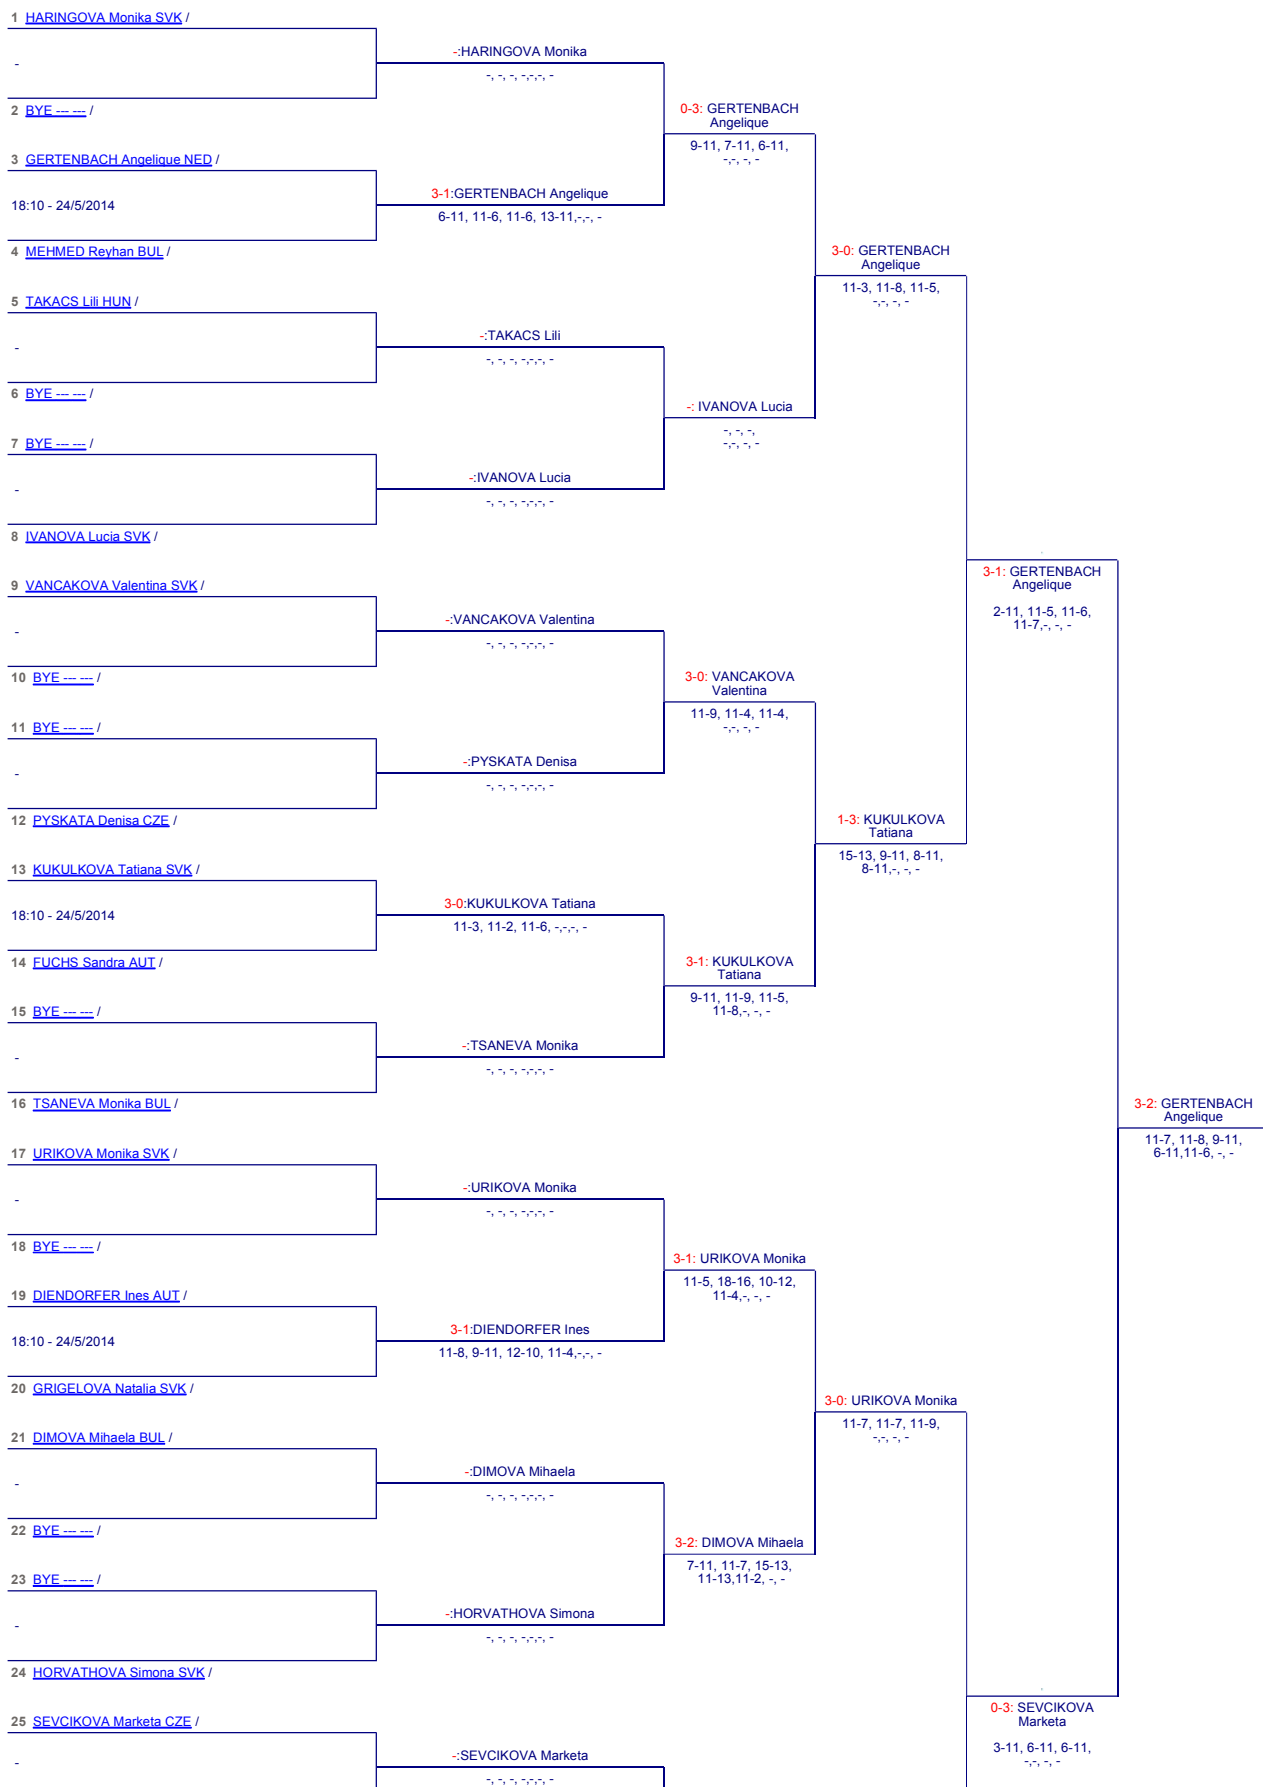 1 HARINGOVA Monika SVK /
-:HARINGOVA Monika
-
-, -, -, -,-,-, -
2 BYE --- --- /
0-3: GERTENBACH
Angelique
9-11, 7-11, 6-11,
-,-, -, -
3 GERTENBACH Angelique NED /
3-1:GERTENBACH Angelique
18:10 - 24/5/2014
6-11, 11-6, 11-6, 13-11,-,-, -
4 MEHMED Reyhan BUL /
3-0: GERTENBACH
Angelique
11-3, 11-8, 11-5,
-,-, -, -
5 TAKACS Lili HUN /
-:TAKACS Lili
-
-, -, -, -,-,-, -
6 BYE --- --- /
-: IVANOVA Lucia
-, -, -,
-,-, -, -
7 BYE --- --- /
-:IVANOVA Lucia
-
-, -, -, -,-,-, -
8 IVANOVA Lucia SVK /
3-1: GERTENBACH
Angelique
2-11, 11-5, 11-6,
11-7,-, -, -
9 VANCAKOVA Valentina SVK /
-:VANCAKOVA Valentina
-
-, -, -, -,-,-, -
10 BYE --- --- /
3-0: VANCAKOVA
Valentina
11-9, 11-4, 11-4,
-,-, -, -
11 BYE --- --- /
-:PYSKATA Denisa
-
-, -, -, -,-,-, -
12 PYSKATA Denisa CZE /
1-3: KUKULKOVA
Tatiana
15-13, 9-11, 8-11,
8-11,-, -, -
13 KUKULKOVA Tatiana SVK /
3-0:KUKULKOVA Tatiana
18:10 - 24/5/2014
11-3, 11-2, 11-6, -,-,-, -
14 FUCHS Sandra AUT /
3-1: KUKULKOVA
Tatiana
9-11, 11-9, 11-5,
11-8,-, -, -
15 BYE --- --- /
-:TSANEVA Monika
-
-, -, -, -,-,-, -
16 TSANEVA Monika BUL /
3-2: GERTENBACH
Angelique
11-7, 11-8, 9-11,
6-11,11-6, -, -
17 URIKOVA Monika SVK /
-:URIKOVA Monika
-
-, -, -, -,-,-, -
18 BYE --- --- /
3-1: URIKOVA Monika
11-5, 18-16, 10-12,
11-4,-, -, -
19 DIENDORFER Ines AUT /
3-1:DIENDORFER Ines
18:10 - 24/5/2014
11-8, 9-11, 12-10, 11-4,-,-, -
20 GRIGELOVA Natalia SVK /
3-0: URIKOVA Monika
11-7, 11-7, 11-9,
-,-, -, -
21 DIMOVA Mihaela BUL /
-:DIMOVA Mihaela
-
-, -, -, -,-,-, -
22 BYE --- --- /
3-2: DIMOVA Mihaela
7-11, 11-7, 15-13,
11-13,11-2, -, -
23 BYE --- --- /
-:HORVATHOVA Simona
-
-, -, -, -,-,-, -
24 HORVATHOVA Simona SVK /
0-3: SEVCIKOVA
Marketa
3-11, 6-11, 6-11,
-,-, -, -
25 SEVCIKOVA Marketa CZE /
-:SEVCIKOVA Marketa
-
-, -, -, -,-,-, -